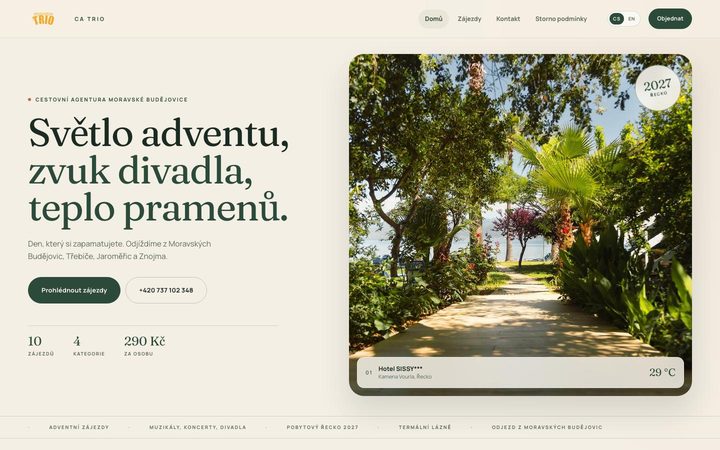 TRIO
CA TRIO
Domů
Zájezdy
Kontakt
Storno podmínky
CS
EN
Objednat
CESTOVNÍ AGENTURA MORAVSKÉ BUDĚJOVICE
Světlo adventu,
zvuk divadla,
teplo pramenů.
Den, který si zapamatujete. Odjíždíme z Moravských
Budějovic, Třebíče, Jaroměřic a Znojma.
Prohlédnout zájezdy
+420 737 102 348
10
ZÁJEZDŮ
4
KATEGORIE
290 Kč
ZA OSOBU
2027
ŘECKO
01
Hotel SISSY***
Kamena Vourla, Řecko
29 °C
ADVENTNÍ ZÁJEZDY
MUZIKÁLY, KONCERTY, DIVADLA
POBYTOVÝ ŘECKO 2027
TERMÁLNÍ LÁZNĚ
ODJEZD Z MORAVSKÝCH BUDĚJOVIC